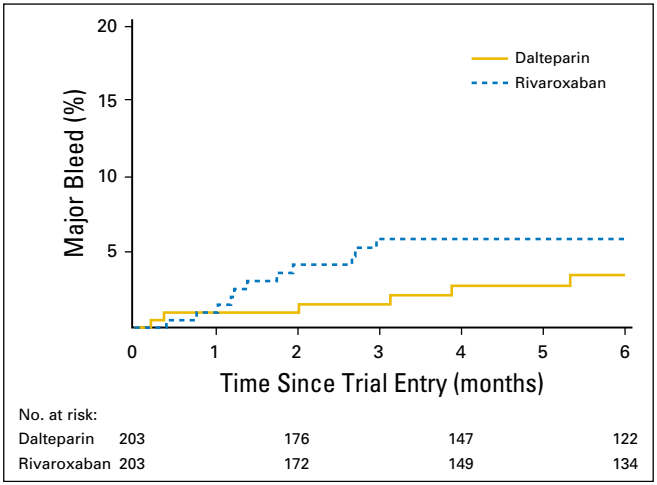 20
15
10
5
Major Bleed (%)
Dalteparin
Rivaroxaban
0 1 2 3 4 5 6
Time Since Trial Entry (months)
No. at risk:
Dalteparin 203 176 147 122
Rivaroxaban 203 172 149 134